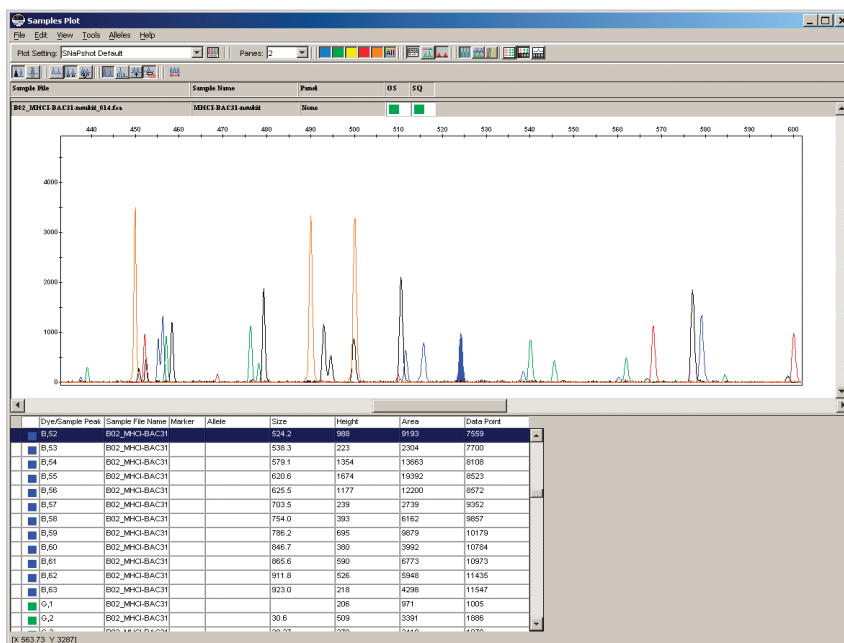 Samples Plot
File Edit View Tools Alleles Help
Plot Setting: SNaPshot Default Panes: 2 All
Sample File Sample Name Panel OS SQ
B02_MHCI-BAC31-newkit_014.fsa MHCI-BAC31-newkit None
440 450 460 470 480 490 500 510 520 530 540 550 560 570 580 590 600
4000
3000
2000
1000
0
Dye/Sample Peak Sample File Name Marker Allele Size Height Area Data Point
B,52 B02_MHCI-BAC31 524.2 988 9193 7559
B,53 B02_MHCI-BAC31 538.3 223 2304 7700
B,54 B02_MHCI-BAC31 579.1 1354 13663 8108
B,55 B02_MHCI-BAC31 620.6 1674 19392 8523
B,56 B02_MHCI-BAC31 625.5 1177 12200 8572
B,57 B02_MHCI-BAC31 703.5 239 2739 9352
B,58 B02_MHCI-BAC31 754.0 393 6162 9857
B,59 B02_MHCI-BAC31 786.2 695 9879 10179
B,60 B02_MHCI-BAC31 846.7 380 3992 10784
B,61 B02_MHCI-BAC31 865.6 590 6773 10973
B,62 B02_MHCI-BAC31 911.8 526 5948 11435
B,63 B02_MHCI-BAC31 923.0 218 4298 11547
G,1 B02_MHCI-BAC31 206 971 1005
G,2 B02_MHCI-BAC31 30.6 509 3391 1886
[X 563.73 Y 3287]